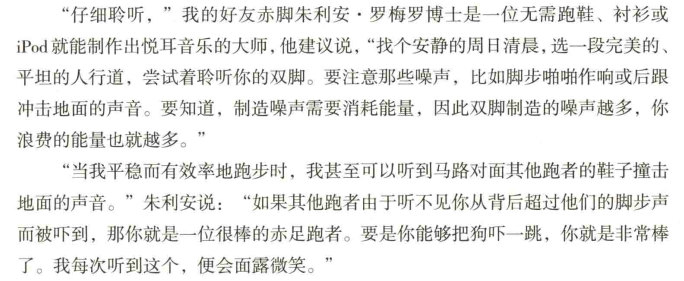 “仔细聆听，”我的好友赤脚朱利安·罗梅罗博士是一位无需跑鞋、衬衫或
iPod就能制作出悦耳音乐的大师，他建议说，“找个安静的周日清晨，选一段完美的、
平坦的人行道，尝试着聆听你的双脚。要注意那些噪声，比如脚步啪啪作响或后跟
冲击地面的声音。要知道，制造噪声需要消耗能量，因此双脚制造的噪声越多，你
浪费的能量也就越多。”
“当我平稳而有效率地跑步时，我甚至可以听到马路对面其他跑者的鞋子撞击
地面的声音。”朱利安说：“如果其他跑者由于听不见你从背后超过他们的脚步声
而被吓到，那你就是一位很棒的赤足跑者。要是你能够把狗吓一跳，你就是非常棒
了。我每次听到这个，便会面露微笑。”